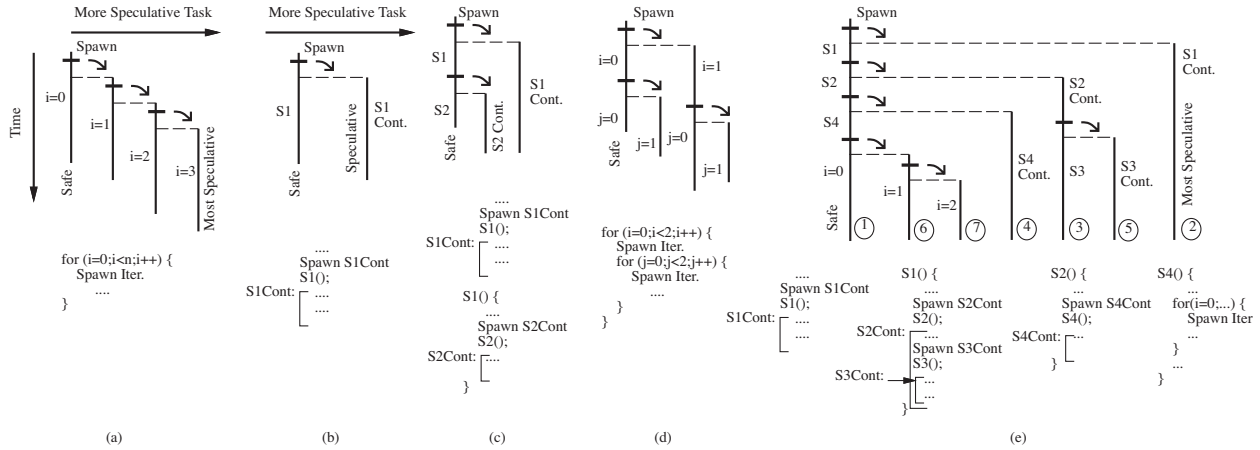 More Speculative Task
Spawn
Time
i=0
i=1
i=2
i=3
Safe
Most Speculative
for (i=0;i<n;i++) {
Spawn Iter.
....
}
(a)
More Speculative Task
Spawn
S1
Speculative
S1
Cont.
Safe
....
Spawn S1Cont
S1();
S1Cont:
....
....
(b)
Spawn
S1
S1
Cont.
S2
S2 Cont.
Safe
....
Spawn S1Cont
S1();
S1Cont:
....
....
S1() {
....
Spawn S2Cont
S2();
S2Cont:
....
}
(c)
Spawn
i=0
i=1
j=0
j=1
j=0
j=1
for (i=0;i<2;i++) {
Spawn Iter.
for (j=0;j<2;j++) {
Spawn Iter.
....
}
}
(d)
Spawn
S1
S1
Cont.
S2
S2
Cont.
S4
S4
Cont.
S3
S3
Cont.
i=0
i=1
i=2
Safe
Most Speculative
1
6
7
4
3
5
2
....
Spawn S1Cont
S1();
S1Cont:
....
....
S1() {
....
Spawn S2Cont
S2();
S2Cont:
....
Spawn S3Cont
S3();
S3Cont:
...
...
}
S2() {
...
Spawn S4Cont
S4();
S4Cont:
...
...
}
S4() {
...
for(i=0;...) {
Spawn Iter
...
}
...
}
(e)